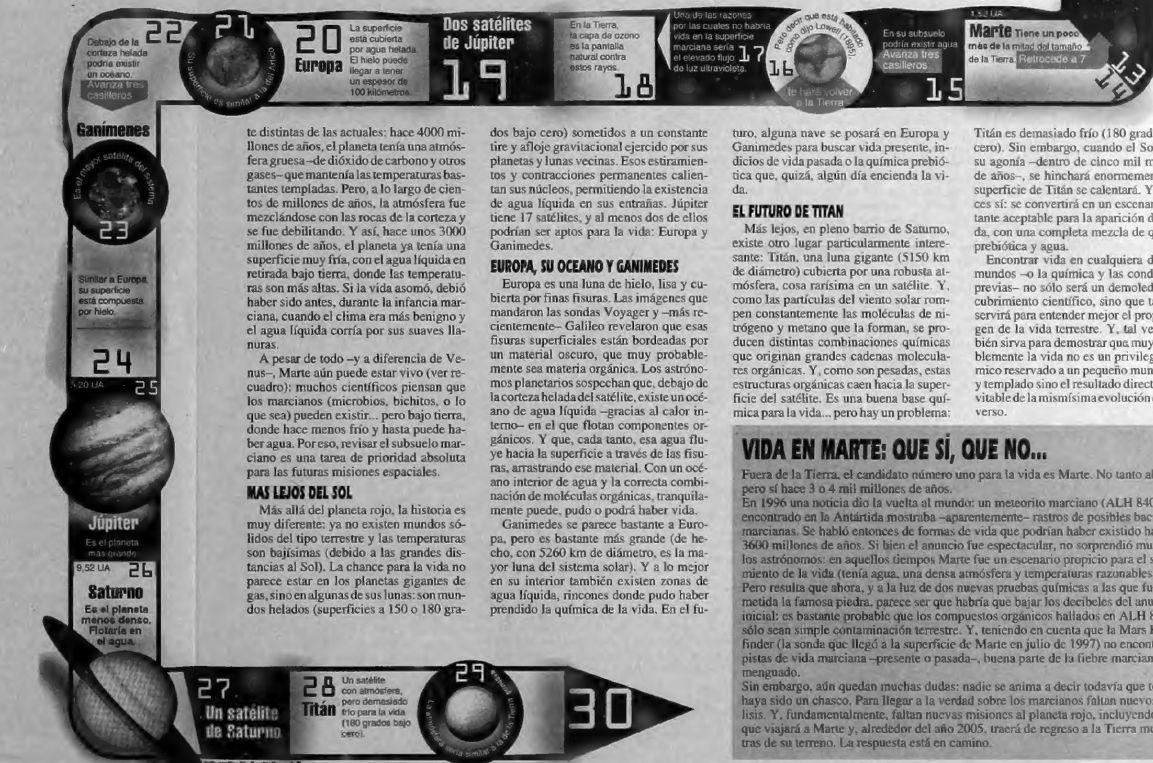 22
Debajo de la
corteza helada
podría existir
un océano.
Avanza tres
casilleros
21
Su superficie es similar a la del Artico
20
Europa
La superficie
está cubierta
por agua helada.
El hielo puede
llegar a tener
un espesor de
100 kilómetros.
Dos satélites
de Júpiter
19
En la Tierra,
la capa de ozono
es la pantalla
natural contra
estos rayos.
18
Una de las razones
por las cuales no habría
vida en la superficie
marciana sería
el elevado flujo
de luz ultravioleta.
17
Pero decir que está habitado
como dijo Lowell (1895),
te hará volver
a la Tierra
16
En su subsuelo
podría existir agua
Avanza tres
casilleros
15
1,52 UA
Marte Tiene un poco
más de la mitad del tamaño
de la Tierra. Retrocede a 7
13
14
Ganímenes
Es el mayor satélite del sistema
23
Similar a Europa,
su superficie
está compuesta
por hielo.
24
5,20 UA
25
Júpiter
Es el planeta
más grande
9,52 UA
26
Saturno
Es el planeta
menos denso.
Flotaría en
el agua.
27
Un satélite
de Saturno
28
Titán
Un satélite
con atmósfera,
pero demasiado
frío para la vida
(180 grados bajo
cero).
29
La atmósfera sería similar a la de la Tierra
30
te distintas de las actuales: hace 4000 mi-
llones de años, el planeta tenía una atmós-
fera gruesa –de dióxido de carbono y otros
gases– que mantenía las temperaturas bas-
tantes templadas. Pero, a lo largo de cien-
tos de millones de años, la atmósfera fue
mezclándose con las rocas de la corteza y
se fue debilitando. Y así, hace unos 3000
millones de años, el planeta ya tenía una
superficie muy fría, con el agua líquida en
retirada bajo tierra, donde las temperatu-
ras son más altas. Si la vida asomó, debió
haber sido antes, durante la infancia mar-
ciana, cuando el clima era más benigno y
el agua líquida corría por sus suaves lla-
nuras.
A pesar de todo –y a diferencia de Ve-
nus–, Marte aún puede estar vivo (ver re-
cuadro): muchos científicos piensan que
los marcianos (microbios, bichitos, o lo
que sea) pueden existir... pero bajo tierra,
donde hace menos frío y hasta puede ha-
ber agua. Por eso, revisar el subsuelo mar-
ciano es una tarea de prioridad absoluta
para las futuras misiones espaciales.
MAS LEJOS DEL SOL
Más allá del planeta rojo, la historia es
muy diferente: ya no existen mundos só-
lidos del tipo terrestre y las temperaturas
son bajísimas (debido a las grandes dis-
tancias al Sol). La chance para la vida no
parece estar en los planetas gigantes de
gas, sino en algunas de sus lunas: son mun-
dos helados (superficies a 150 o 180 gra-
dos bajo cero) sometidos a un constante
tire y afloje gravitacional ejercido por sus
planetas y lunas vecinas. Esos estiramien-
tos y contracciones permanentes calien-
tan sus núcleos, permitiendo la existencia
de agua líquida en sus entrañas. Júpiter
tiene 17 satélites, y al menos dos de ellos
podrían ser aptos para la vida: Europa y
Ganimedes.
EUROPA, SU OCEANO Y GANIMEDES
Europa es una luna de hielo, lisa y cu-
bierta por finas fisuras. Las imágenes que
mandaron las sondas Voyager y –más re-
cientemente– Galileo revelaron que esas
fisuras superficiales están bordeadas por
un material oscuro, que muy probable-
mente sea materia orgánica. Los astróno-
mos planetarios sospechan que, debajo de
la corteza helada del satélite, existe un océ-
ano de agua líquida –gracias al calor in-
terno– en el que flotan componentes or-
gánicos. Y que, cada tanto, esa agua flu-
ye hacia la superficie a través de las fisu-
ras, arrastrando ese material. Con un océ-
ano interior de agua y la correcta combi-
nación de moléculas orgánicas, tranquila-
mente puede, pudo o podrá haber vida.
Ganimedes se parece bastante a Euro-
pa, pero es bastante más grande (de he-
cho, con 5260 km de diámetro, es la ma-
yor luna del sistema solar). Y a lo mejor
en su interior también existen zonas de
agua líquida, rincones donde pudo haber
prendido la química de la vida. En el fu-
turo, alguna nave se posará en Europa y
Ganimedes para buscar vida presente, in-
dicios de vida pasada o la química prebió-
tica que, quizá, algún día encienda la vi-
da.
EL FUTURO DE TITAN
Más lejos, en pleno barrio de Saturno,
existe otro lugar particularmente intere-
sante: Titán, una luna gigante (5150 km
de diámetro) cubierta por una robusta at-
mósfera, cosa rarísima en un satélite. Y,
como las partículas del viento solar rom-
pen constantemente las moléculas de ni-
trógeno y metano que la forman, se pro-
ducen distintas combinaciones químicas
que originan grandes cadenas molecula-
res orgánicas. Y, como son pesadas, estas
estructuras orgánicas caen hacia la super-
ficie del satélite. Es una buena base quí-
mica para la vida... pero hay un problema:
Titán es demasiado frío (180 grad
cero). Sin embargo, cuando el So
su agonía –dentro de cinco mil m
de años–, se hinchará enormemen
superficie de Titán se calentará. Y
ces sí: se convertirá en un escenar
tante aceptable para la aparición d
da, con una completa mezcla de q
prebiótica y agua.
Encontrar vida en cualquiera d
mundos –o la química y las cond
previas– no sólo será un demoled
cubrimiento científico, sino que ta
servirá para entender mejor el prop
gen de la vida terrestre. Y, tal ve
bién sirva para demostrar que muy
blemente la vida no es un privileg
mico reservado a un pequeño mun
y templado sino el resultado direct
vitable de la mismísima evolución
verso.
VIDA EN MARTE: QUE SÍ, QUE NO...
Fuera de la Tierra, el candidato número uno para la vida es Marte. No tanto al
pero sí hace 3 o 4 mil millones de años.
En 1996 una noticia dio la vuelta al mundo: un meteorito marciano (ALH 840
encontrado en la Antártida mostraba –aparentemente– rastros de posibles bac
marcianas. Se habló entonces de formas de vida que podrían haber existido ha
3600 millones de años. Si bien el anuncio fue espectacular, no sorprendió mu
los astrónomos: en aquellos tiempos Marte fue un escenario propicio para el s
miento de la vida (tenía agua, una densa atmósfera y temperaturas razonables
Pero resulta que ahora, y a la luz de dos nuevas pruebas químicas a las que fu
metida la famosa piedra, parece ser que habría que bajar los decibeles del anu
inicial: es bastante probable que los compuestos orgánicos hallados en ALH 8
sólo sean simple contaminación terrestre. Y, teniendo en cuenta que la Mars P
finder (la sonda que llegó a la superficie de Marte en julio de 1997) no encont
pistas de vida marciana –presente o pasada–, buena parte de la fiebre marcian
menguado.
Sin embargo, aún quedan muchas dudas: nadie se anima a decir todavía que t
haya sido un chasco. Para llegar a la verdad sobre los marcianos faltan nuevo
lisis. Y, fundamentalmente, faltan nuevas misiones al planeta rojo, incluyendo
que viajará a Marte y, alrededor del año 2005, traerá de regreso a la Tierra mu
tras de su terreno. La respuesta está en camino.